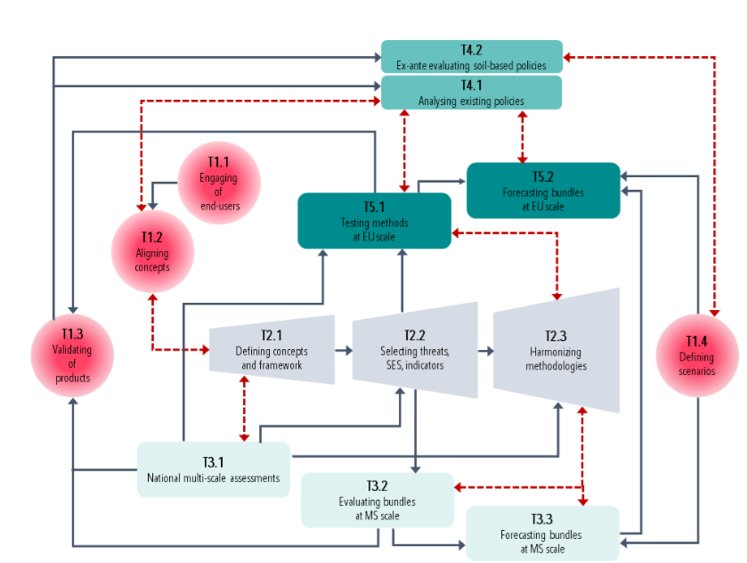 T4.2
Ex-ante evaluating soil-based policies
T4.1
Analysing existing policies
T1.1
Engaging
of
end-users
T5.2
Forecasting bundles
at EU scale
T5.1
Testing methods
at EU scale
T1.2
Aligning
concepts
T1.3
Validating
of
products
T2.1
Defining concepts
and framework
T2.2
Selecting threats,
SES, indicators
T2.3
Harmonizing
methodologies
T1.4
Defining
scenarios
T3.1
National multi-scale assessments
T3.2
Evaluating bundles
at MS scale
T3.3
Forecasting bundles
at MS scale